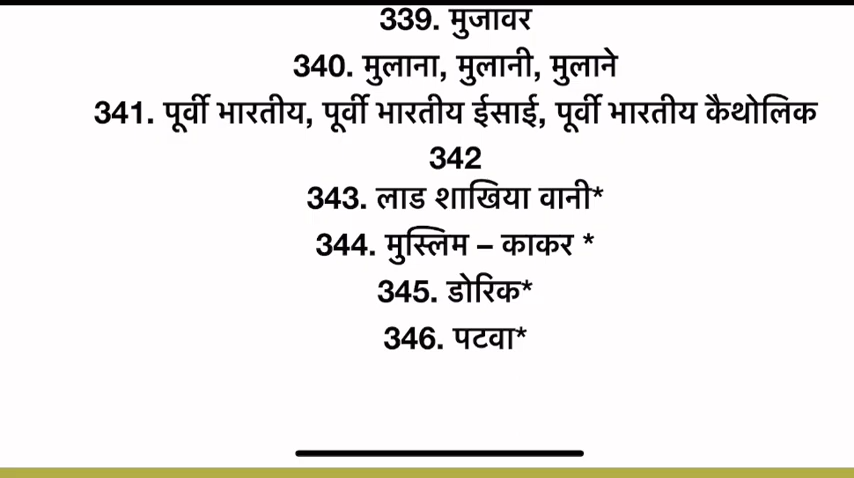 339. मुजावर
340. मुलाना, मुलानी, मुलाने
341. पूर्वी भारतीय, पूर्वी भारतीय ईसाई, पूर्वी भारतीय कैथोलिक
342
343. लाड शाखिया वानी*
344. मुस्लिम – काकर *
345. डोरिक*
346. पटवा*